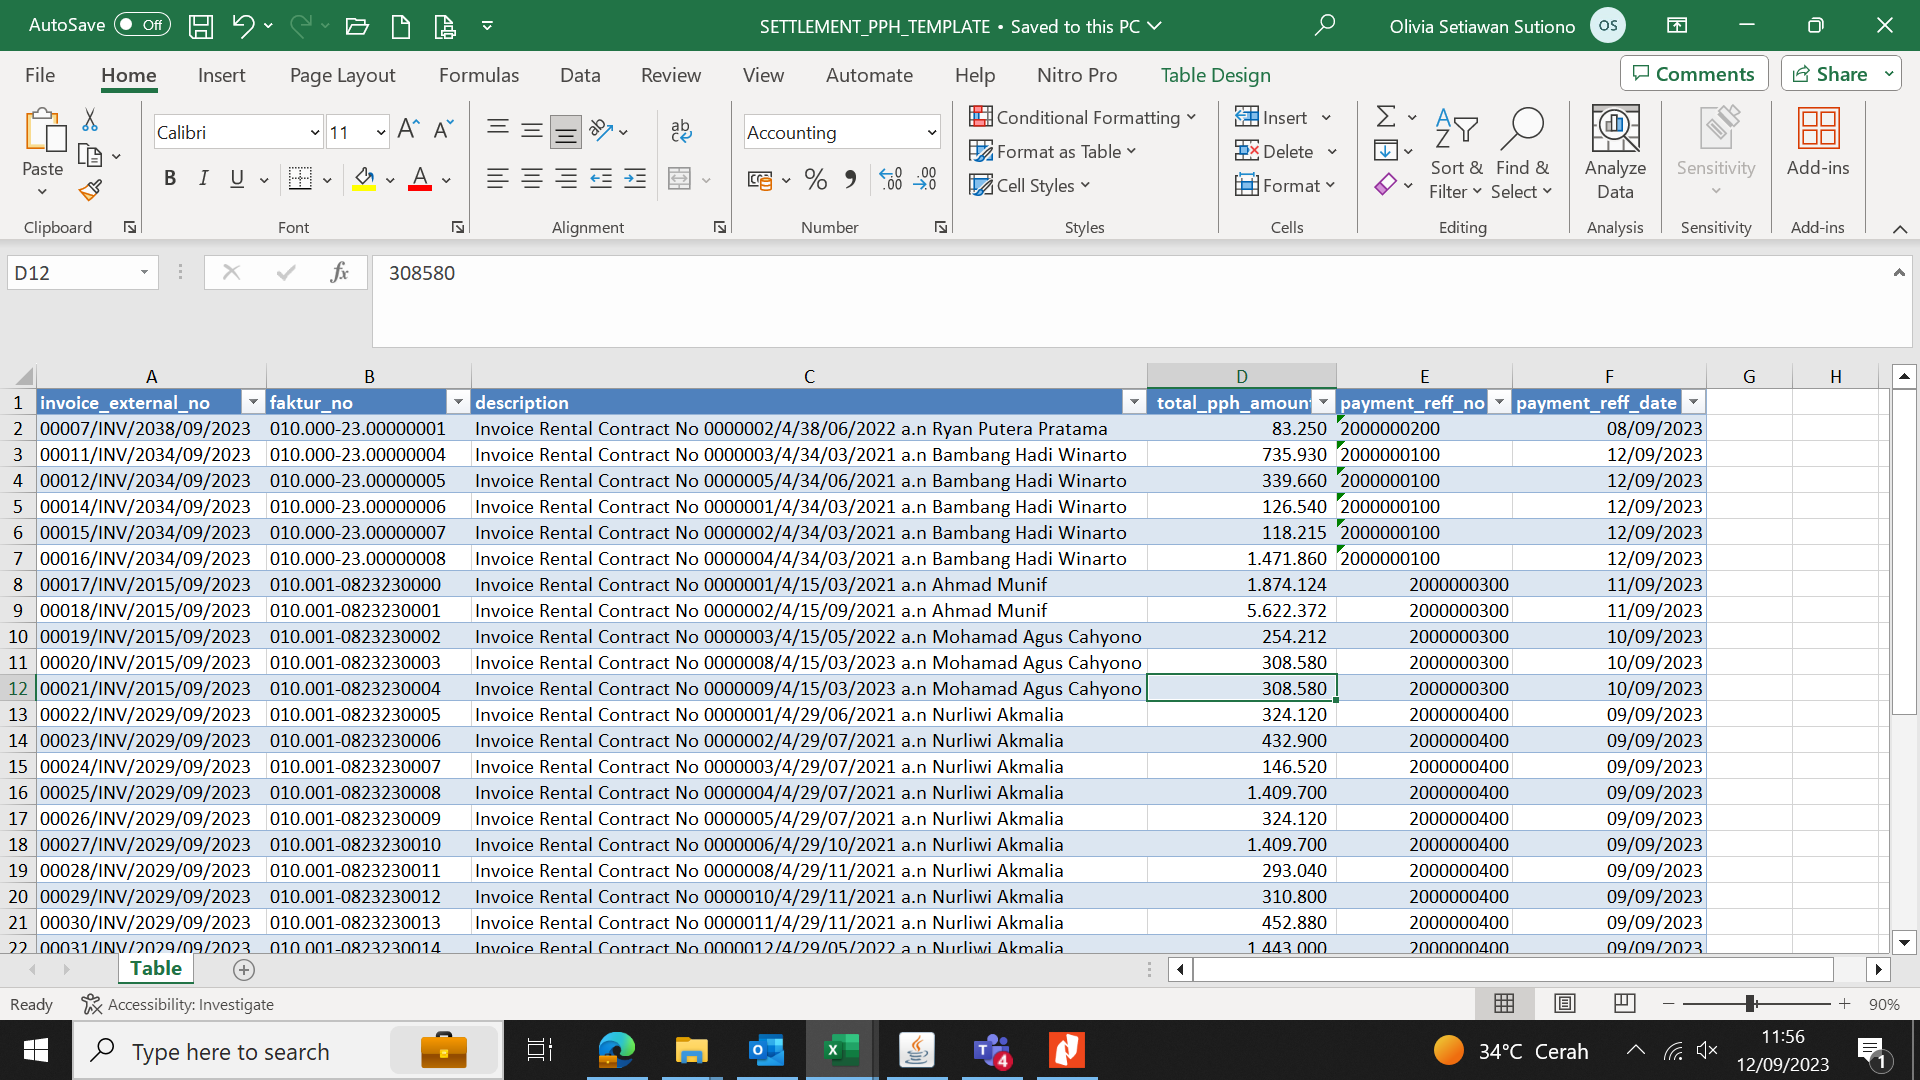 AutoSave Off SETTLEMENT_PPH_TEMPLATE • Saved to this PC Olivia Setiawan Sutiono OS
File Home Insert Page Layout Formulas Data Review View Automate Help Nitro Pro Table Design Comments Share
Paste Calibri 11 ab Accounting Conditional Formatting Format as Table Cell Styles Insert Delete Format Sort & Filter Find & Select Analyze Data Sensitivity Add-ins
B I U A % 
Clipboard Font Alignment Number Styles Cells Editing Analysis Sensitivity Add-ins
D12 fx 308580
A B C D E F G H
1 invoice_external_no faktur_no description total_pph_amount payment_reff_no payment_reff_date
2 00007/INV/2038/09/2023 010.000-23.00000001 Invoice Rental Contract No 0000002/4/38/06/2022 a.n Ryan Putera Pratama 83.250 2000000200 08/09/2023
3 00011/INV/2034/09/2023 010.000-23.00000004 Invoice Rental Contract No 0000003/4/34/03/2021 a.n Bambang Hadi Winarto 735.930 2000000100 12/09/2023
4 00012/INV/2034/09/2023 010.000-23.00000005 Invoice Rental Contract No 0000005/4/34/06/2021 a.n Bambang Hadi Winarto 339.660 2000000100 12/09/2023
5 00014/INV/2034/09/2023 010.000-23.00000006 Invoice Rental Contract No 0000001/4/34/03/2021 a.n Bambang Hadi Winarto 126.540 2000000100 12/09/2023
6 00015/INV/2034/09/2023 010.000-23.00000007 Invoice Rental Contract No 0000002/4/34/03/2021 a.n Bambang Hadi Winarto 118.215 2000000100 12/09/2023
7 00016/INV/2034/09/2023 010.000-23.00000008 Invoice Rental Contract No 0000004/4/34/03/2021 a.n Bambang Hadi Winarto 1.471.860 2000000100 12/09/2023
8 00017/INV/2015/09/2023 010.001-0823230000 Invoice Rental Contract No 0000001/4/15/03/2021 a.n Ahmad Munif 1.874.124 2000000300 11/09/2023
9 00018/INV/2015/09/2023 010.001-0823230001 Invoice Rental Contract No 0000002/4/15/09/2021 a.n Ahmad Munif 5.622.372 2000000300 11/09/2023
10 00019/INV/2015/09/2023 010.001-0823230002 Invoice Rental Contract No 0000003/4/15/05/2022 a.n Mohamad Agus Cahyono 254.212 2000000300 10/09/2023
11 00020/INV/2015/09/2023 010.001-0823230003 Invoice Rental Contract No 0000008/4/15/03/2023 a.n Mohamad Agus Cahyono 308.580 2000000300 10/09/2023
12 00021/INV/2015/09/2023 010.001-0823230004 Invoice Rental Contract No 0000009/4/15/03/2023 a.n Mohamad Agus Cahyono 308.580 2000000300 10/09/2023
13 00022/INV/2029/09/2023 010.001-0823230005 Invoice Rental Contract No 0000001/4/29/06/2021 a.n Nurliwi Akmalia 324.120 2000000400 09/09/2023
14 00023/INV/2029/09/2023 010.001-0823230006 Invoice Rental Contract No 0000002/4/29/07/2021 a.n Nurliwi Akmalia 432.900 2000000400 09/09/2023
15 00024/INV/2029/09/2023 010.001-0823230007 Invoice Rental Contract No 0000003/4/29/07/2021 a.n Nurliwi Akmalia 146.520 2000000400 09/09/2023
16 00025/INV/2029/09/2023 010.001-0823230008 Invoice Rental Contract No 0000004/4/29/07/2021 a.n Nurliwi Akmalia 1.409.700 2000000400 09/09/2023
17 00026/INV/2029/09/2023 010.001-0823230009 Invoice Rental Contract No 0000005/4/29/07/2021 a.n Nurliwi Akmalia 324.120 2000000400 09/09/2023
18 00027/INV/2029/09/2023 010.001-0823230010 Invoice Rental Contract No 0000006/4/29/10/2021 a.n Nurliwi Akmalia 1.409.700 2000000400 09/09/2023
19 00028/INV/2029/09/2023 010.001-0823230011 Invoice Rental Contract No 0000008/4/29/11/2021 a.n Nurliwi Akmalia 293.040 2000000400 09/09/2023
20 00029/INV/2029/09/2023 010.001-0823230012 Invoice Rental Contract No 0000010/4/29/11/2021 a.n Nurliwi Akmalia 310.800 2000000400 09/09/2023
21 00030/INV/2029/09/2023 010.001-0823230013 Invoice Rental Contract No 0000011/4/29/11/2021 a.n Nurliwi Akmalia 452.880 2000000400 09/09/2023
22 00031/INV/2029/09/2023 010.001-0823230014 Invoice Rental Contract No 0000012/4/29/05/2022 a.n Nurliwi Akmalia 1.443.000 2000000400 09/09/2023
Table
Ready Accessibility: Investigate 90%
Type here to search 4 34°C Cerah 11:56 1
12/09/2023